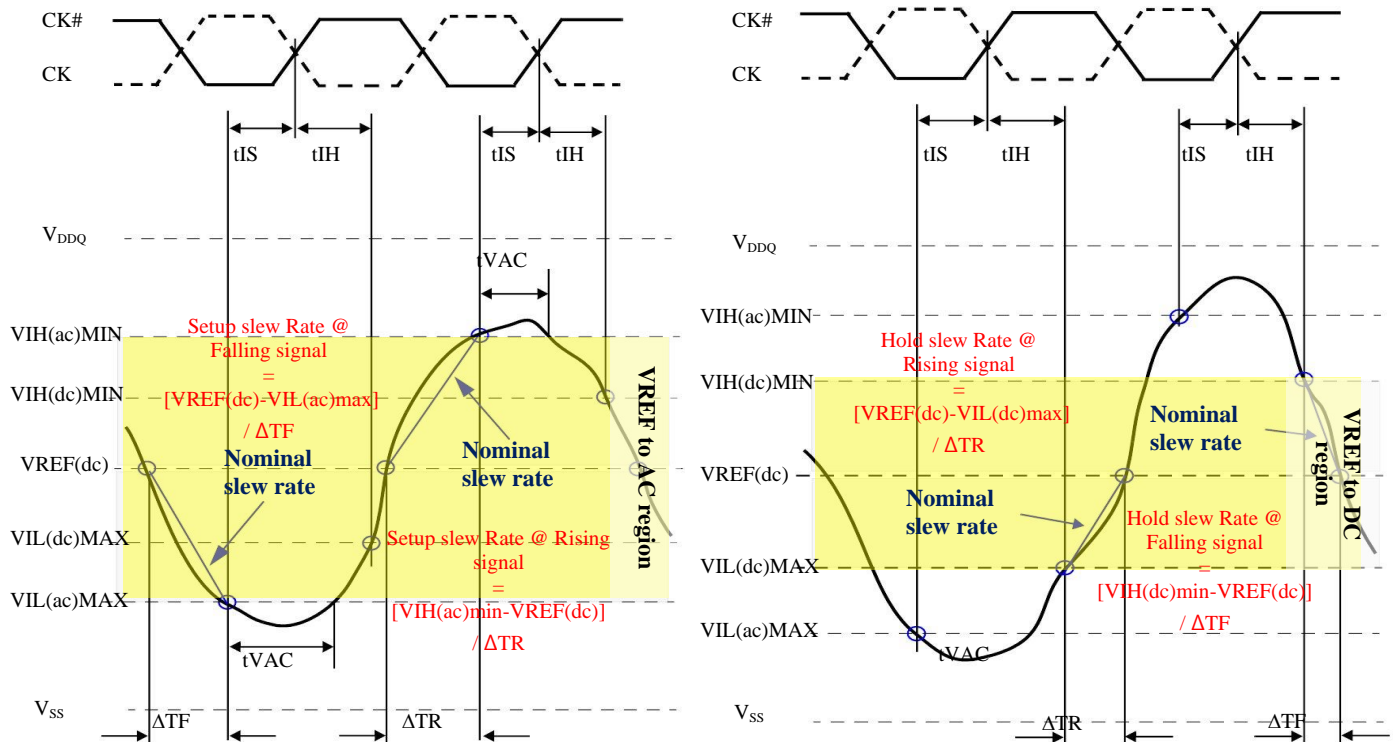 CK#
CK
tIS
tIH
tIS
tIH
VDDQ
tVAC
VIH(ac)MIN
Setup slew Rate @
Falling signal
=
[VREF(dc)-VIL(ac)max]
/ ΔTF
VIH(dc)MIN
Nominal
slew rate
Nominal
slew rate
VREF(dc)
VIL(dc)MAX
Setup slew Rate @ Rising
signal
=
[VIH(ac)min-VREF(dc)]
/ ΔTR
VREF to AC region
VIL(ac)MAX
tVAC
VSS
ΔTF
ΔTR
CK#
CK
tIS
tIH
tIS
tIH
VDDQ
VIH(ac)MIN
Hold slew Rate @
Rising signal
=
[VREF(dc)-VIL(dc)max]
/ ΔTR
VIH(dc)MIN
Nominal
slew rate
VREF(dc)
Nominal
slew rate
Hold slew Rate @
Falling signal
=
[VIH(dc)min-VREF(dc)]
/ ΔTF
VREF to DC
region
VIL(dc)MAX
VIL(ac)MAX
tVAC
VSS
ΔTR
ΔTF